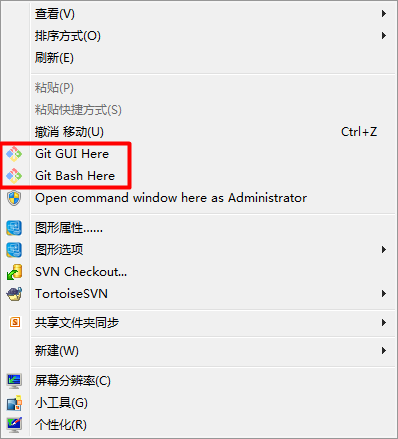 查看(V)
排序方式(O)
刷新(E)
粘贴(P)
粘贴快捷方式(S)
撤消 移动(U) Ctrl+Z
Git GUI Here
Git Bash Here
Open command window here as Administrator
图形属性......
图形选项
SVN Checkout...
TortoiseSVN
共享文件夹同步
新建(W)
屏幕分辨率(C)
小工具(G)
个性化(R)